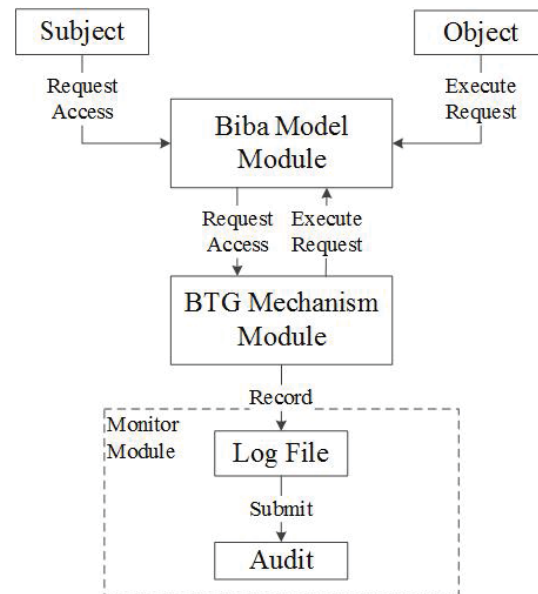 Subject
Object
Request
Access
Execute
Request
Biba Model
Module
Request
Access
Execute
Request
BTG Mechanism
Module
Record
Monitor
Module
Log File
Submit
Audit